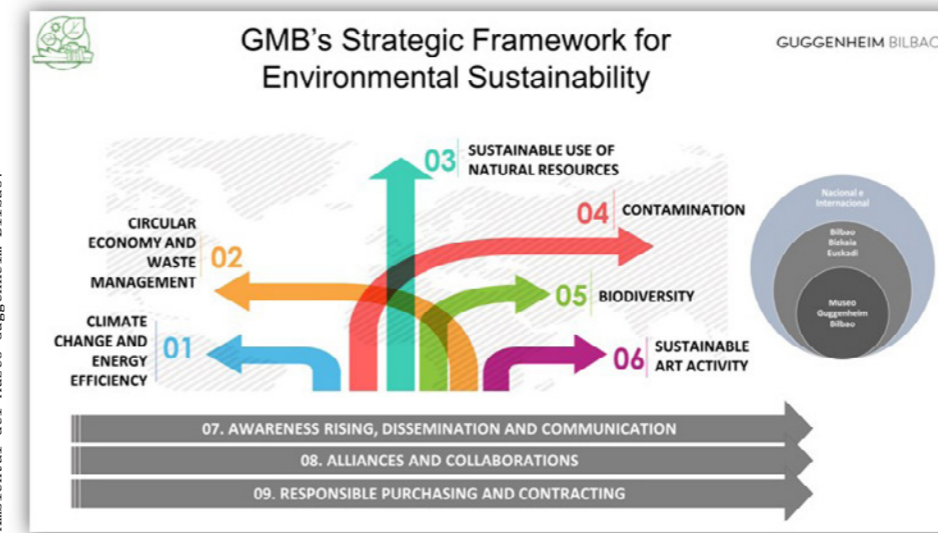 GMB's Strategic Framework for
Environmental Sustainability
GUGGENHEIM BILBAO
03
SUSTAINABLE USE OF
NATURAL RESOURCES
04
CONTAMINATION
CIRCULAR
ECONOMY AND
WASTE
MANAGEMENT
02
05
BIODIVERSITY
CLIMATE
CHANGE AND
ENERGY
EFFICIENCY
01
06
SUSTAINABLE
ART ACTIVITY
Nacional e
Internacional
Bilbao
Bizkaia
Euskadi
Museo
Guggenheim
Bilbao
07. AWARENESS RISING, DISSEMINATION AND COMMUNICATION
08. ALLIANCES AND COLLABORATIONS
09. RESPONSIBLE PURCHASING AND CONTRACTING